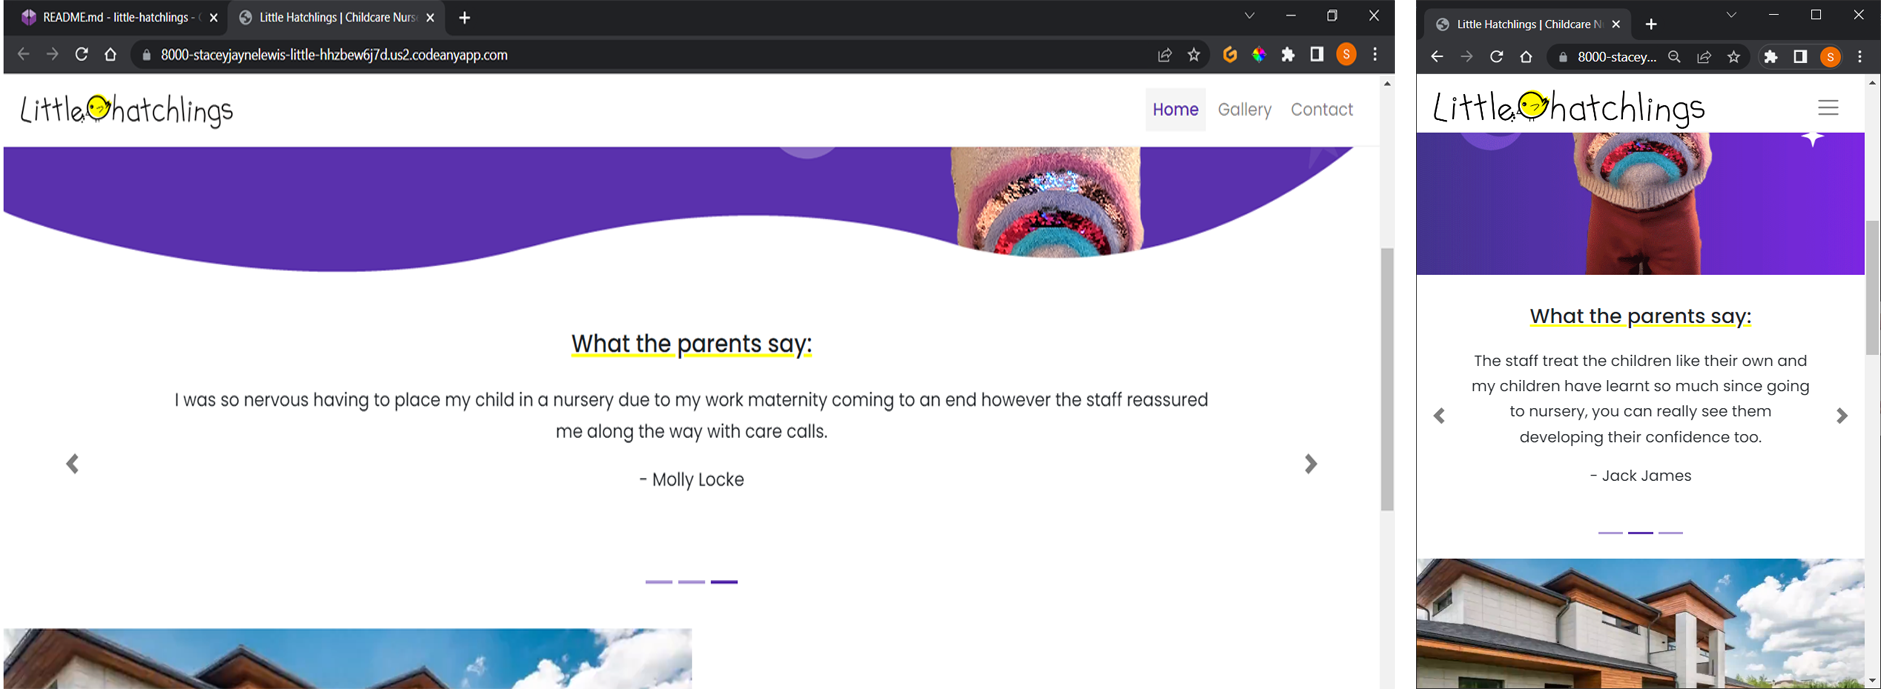 README.md - little-hatchlings -
Little Hatchlings | Childcare Nurs
8000-staceyjaynelewis-little-hhzbew6j7d.us2.codeanyapp.com
S
Little hatchlings
Home Gallery Contact
What the parents say:
I was so nervous having to place my child in a nursery due to my work maternity coming to an end however the staff reassured
me along the way with care calls.
- Molly Locke
Little Hatchlings | Childcare N
8000-stacey...
S
Little hatchlings
What the parents say:
The staff treat the children like their own and
my children have learnt so much since going
to nursery, you can really see them
developing their confidence too.
- Jack James